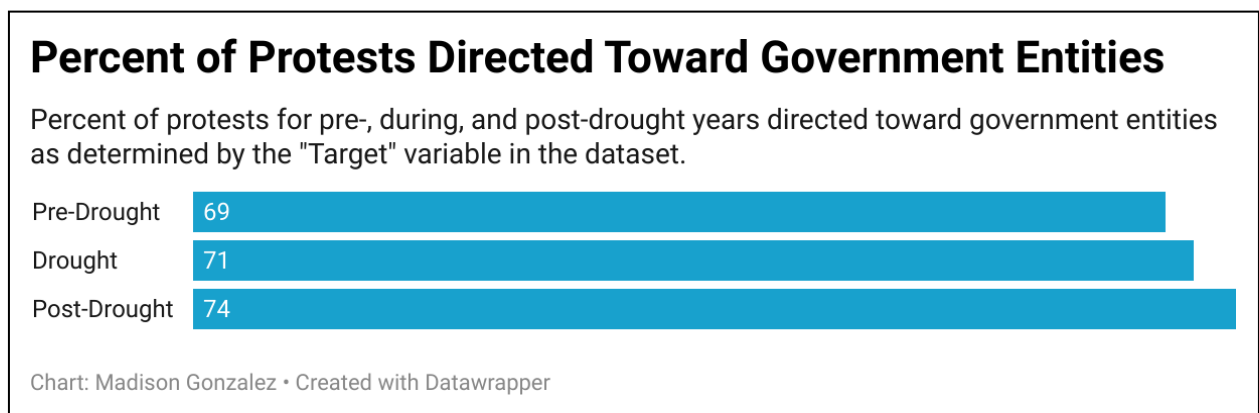 Percent of Protests Directed Toward Government Entities
Percent of protests for pre-, during, and post-drought years directed toward government entities
as determined by the "Target" variable in the dataset.
Pre-Drought 69
Drought 71
Post-Drought 74
Chart: Madison Gonzalez • Created with Datawrapper